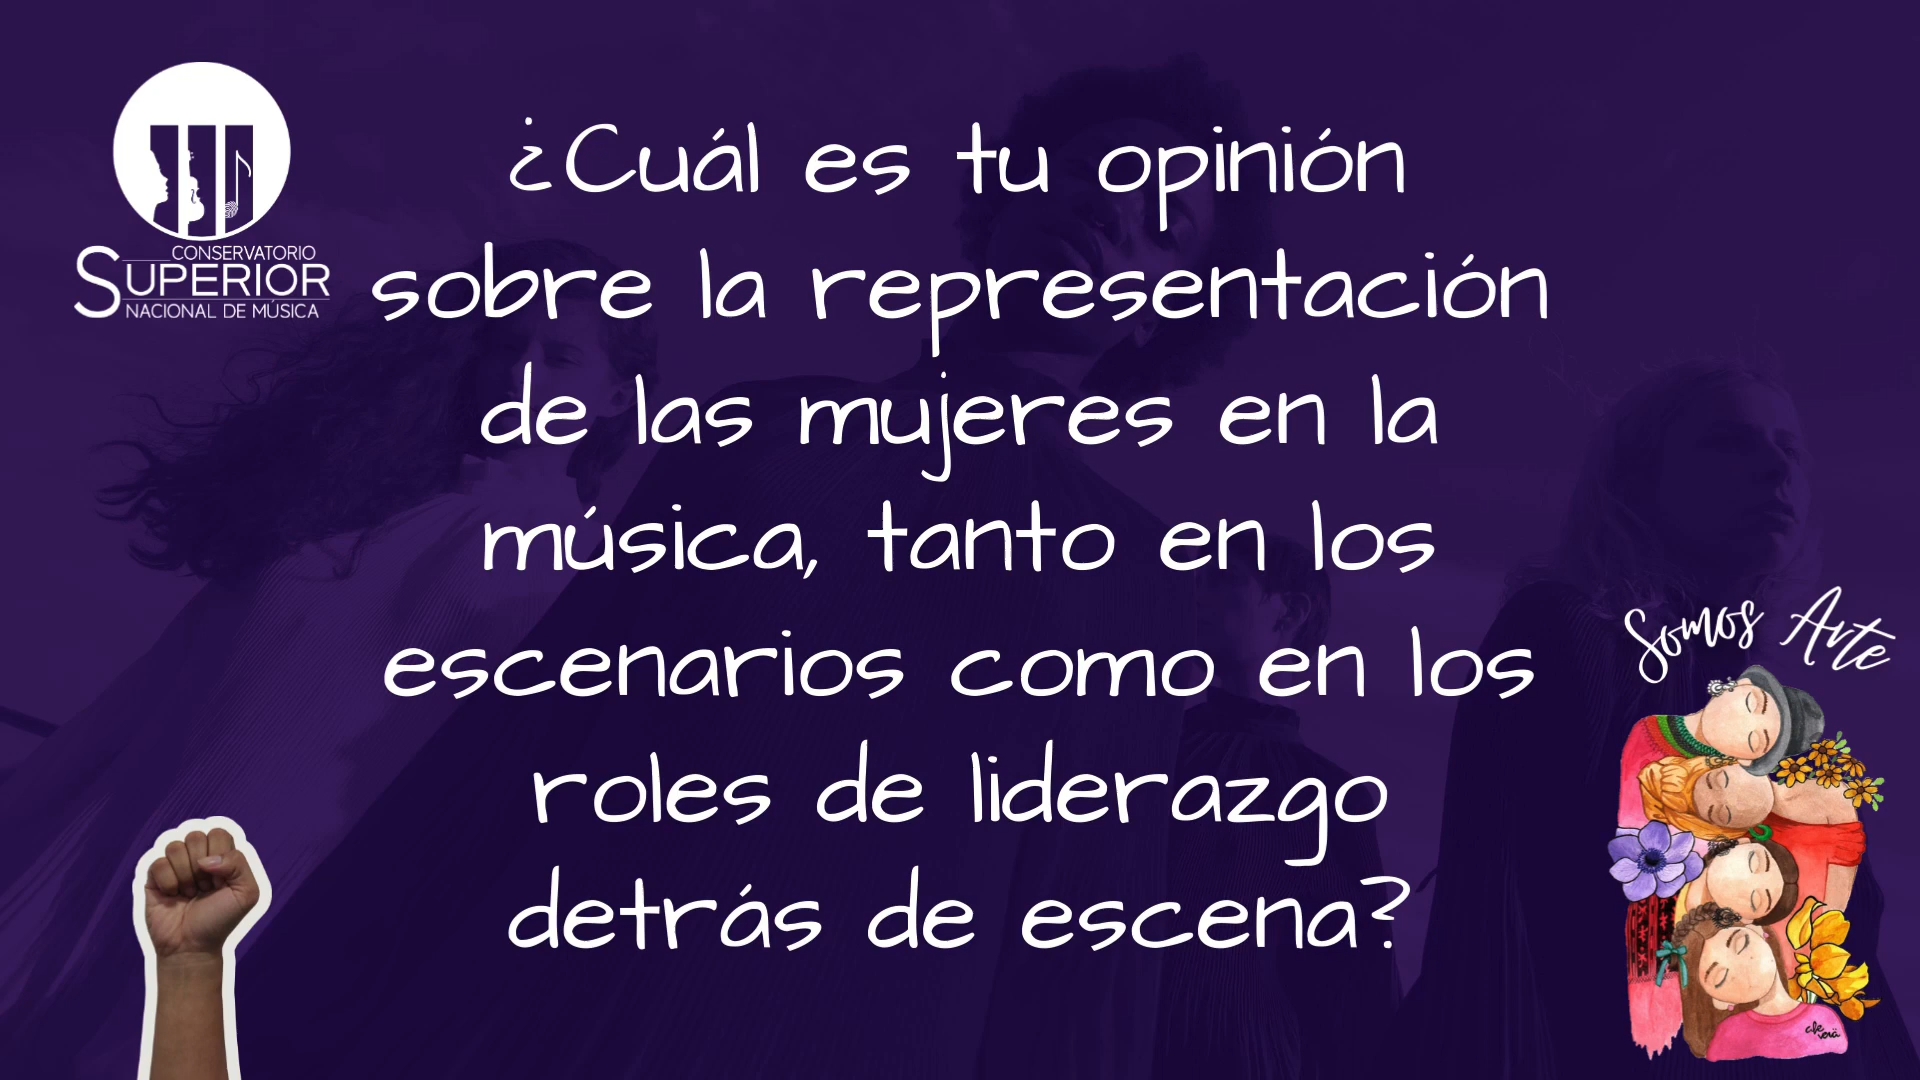 CONSERVATORIO
SUPERIOR
NACIONAL DE MÚSICA
¿Cuál es tu opinión
sobre la representación
de las mujeres en la
música, tanto en los
escenarios como en los
roles de liderazgo
detrás de escena?
Somos Arte